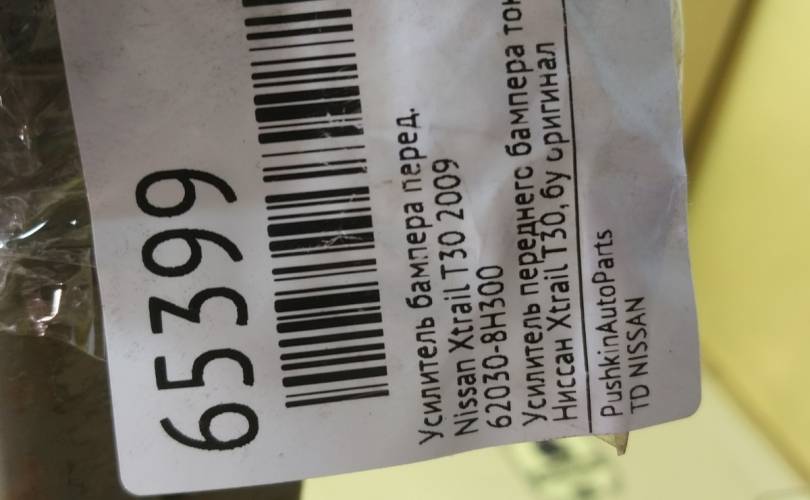 65399
Усилитель бампера перед.
Nissan Xtrail T30 2009
62030-8H300
Усилитель переднего бампера
Ниссан Xtrail T30, бу оригинал
PushkinAutoParts
TD NISSAN